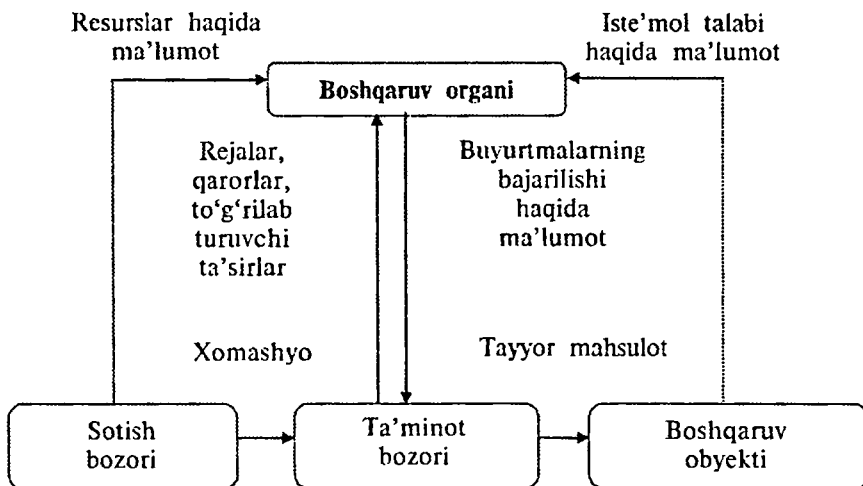 Resurslar haqida
ma’lumot
Iste’mol talabi
haqida ma’lumot
Boshqaruv organi
Rejalar,
qarorlar,
to‘g‘rilab
turuvchi
ta’sirlar
Buyurtmalarning
bajarilishi
haqida
ma’lumot
Xomashyo
Tayyor mahsulot
Sotish
bozori
Ta’minot
bozori
Boshqaruv
obyekti